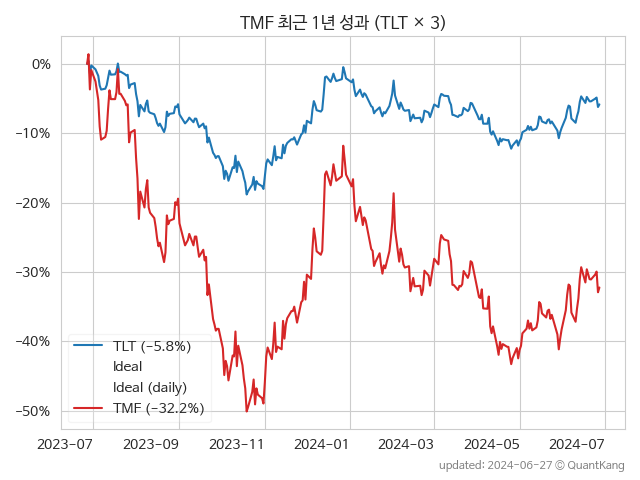 TMF 최근 1년 성과 (TLT × 3)
0%
−10%
−20%
−30%
−40%
−50%
TLT (−5.8%)
Ideal
Ideal (daily)
TMF (−32.2%)
2023−07
2023−09
2023−11
2024−01
2024−03
2024−05
2024−07
updated: 2024−06−27 © QuantKang